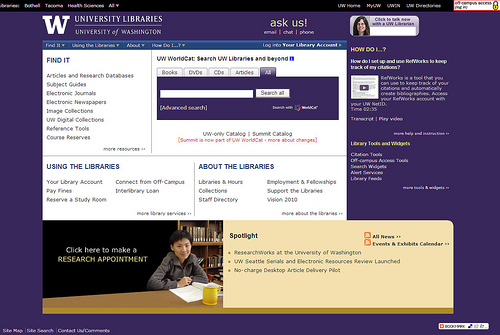 Libraries: Bothell Tacoma Health Sciences All >>
UW Home MyUW UWIN UW Directories
off-campus access
[log in]
W UNIVERSITY LIBRARIES
UNIVERSITY of WASHINGTON
ask us!
email | chat | phone
Click to talk now
with a UW Librarian
Find It Using the Libraries About How Do I...?
Log into Your Library Account
FIND IT
Articles and Research Databases
Subject Guides
Electronic Journals
Electronic Newspapers
Image Collections
UW Digital Collections
Reference Tools
Course Reserves
more resources >>
UW WorldCat: Search UW Libraries and beyond
Books DVDs CDs Articles All
Search all
[Advanced search]
Search with WorldCat
UW-only Catalog | Summit Catalog
[Summit is now part of UW WorldCat - more about changes]
HOW DO I...?
How do I set up and use RefWorks to keep
track of my citations?
RefWorks is a tool that you
can use to keep track of your
citations and automatically
create bibliographies. Access
your RefWorks account with
your UW NetID.
Time 02:35
Transcript | Play video
more help and instruction >>
Library Tools and Widgets
Citation Tools
Off-campus Access Tools
Search Widgets
Alert Services
Library Feeds
more tools & widgets >>
USING THE LIBRARIES
Your Library Account
Pay Fines
Reserve a Study Room
Connect from Off-Campus
Interlibrary Loan
more library services >>
ABOUT THE LIBRARIES
Libraries & Hours
Collections
Staff Directory
Employment & Fellowships
Support the Libraries
Vision 2010
more about the libraries >>
Click here to make a
RESEARCH APPOINTMENT
Spotlight
All News >>
Events & Exhibits Calendar >>
ResearchWorks at the University of Washington
UW Seattle Serials and Electronic Resources Review Launched
No-charge Desktop Article Delivery Pilot
Site Map | Site Search | Contact Us/Comments
BOOKMARK